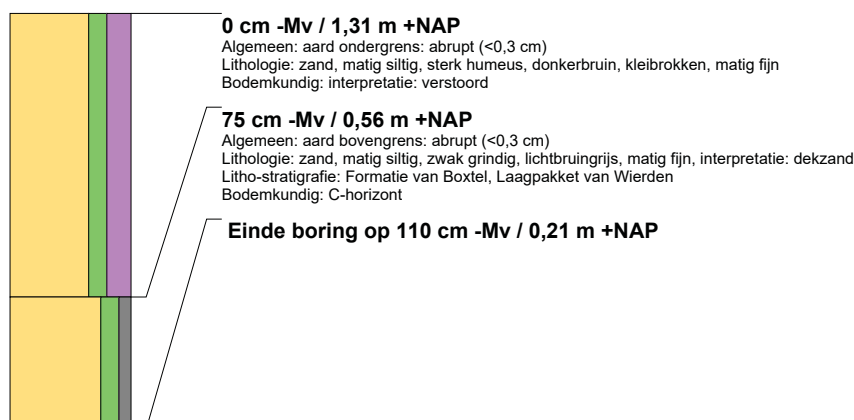 0 cm -Mv / 1,31 m +NAP
Algemeen: aard ondergrens: abrupt (<0,3 cm)
Lithologie: zand, matig siltig, sterk humeus, donkerbruin, kleibrokken, matig fijn
Bodemkundig: interpretatie: verstoord
75 cm -Mv / 0,56 m +NAP
Algemeen: aard bovengrens: abrupt (<0,3 cm)
Lithologie: zand, matig siltig, zwak grindig, lichtbruingrijs, matig fijn, interpretatie: dekzand
Litho-stratigrafie: Formatie van Boxtel, Laagpakket van Wierden
Bodemkundig: C-horizont
Einde boring op 110 cm -Mv / 0,21 m +NAP